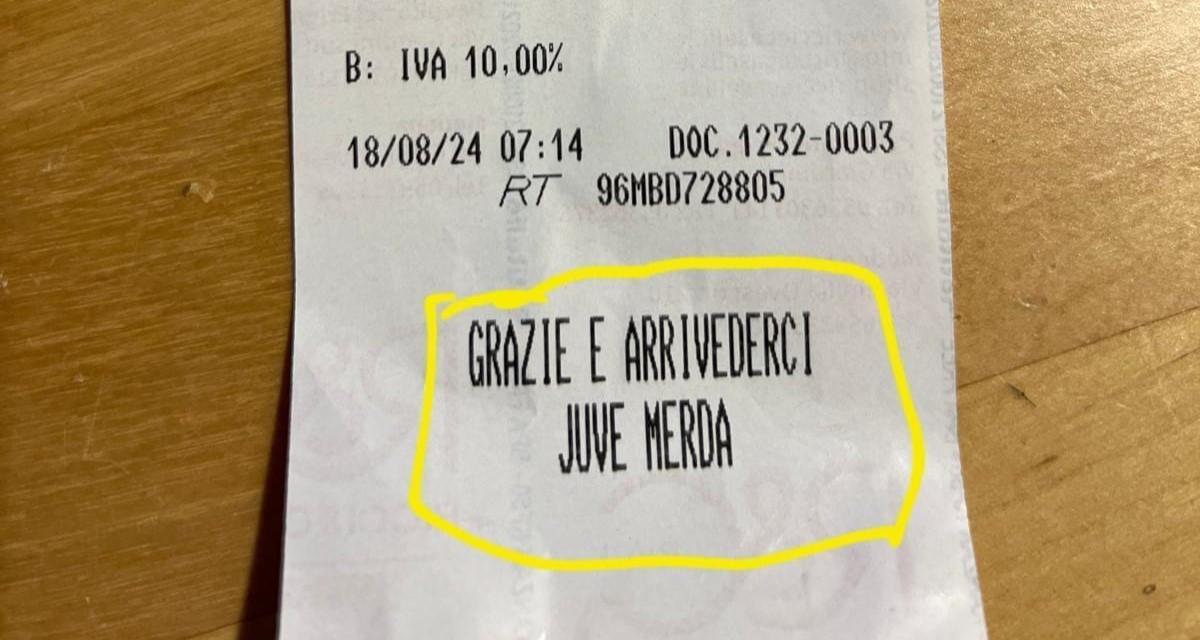 B: IVA 10,00%
18/08/24 07:14 DOC.1232-0003
RT 96MBD728805
GRAZIE E ARRIVEDERCI
JUVE MERDA